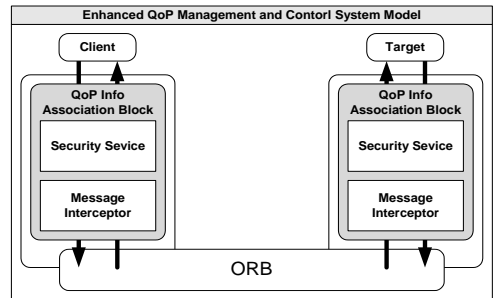 Enhanced QoP Management and Contorl System Model
Client
Target
QoP Info
Association Block
Security Sevice
Message
Interceptor
QoP Info
Association Block
Security Sevice
Message
Interceptor
ORB